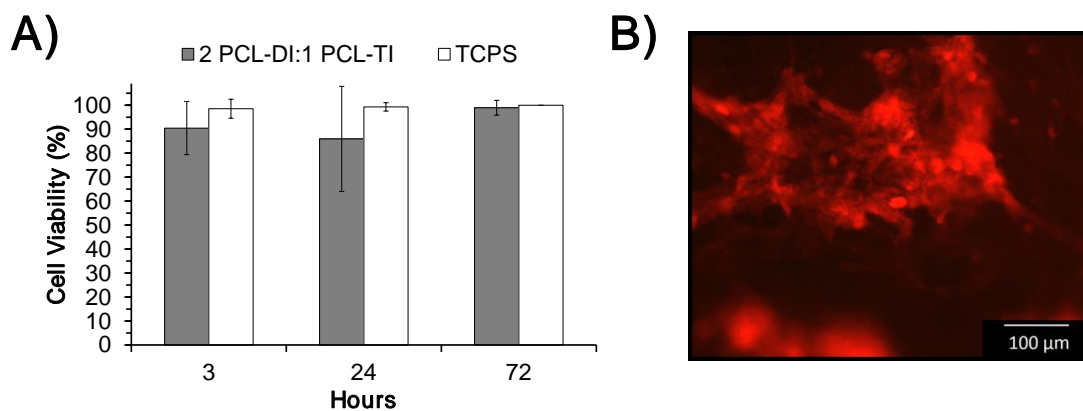 A)
2 PCL-DI:1 PCL-TI TCPS
Cell Viability (%)
100
90
80
70
60
50
40
30
20
10
0
3 24 72
Hours
B)
100 µm